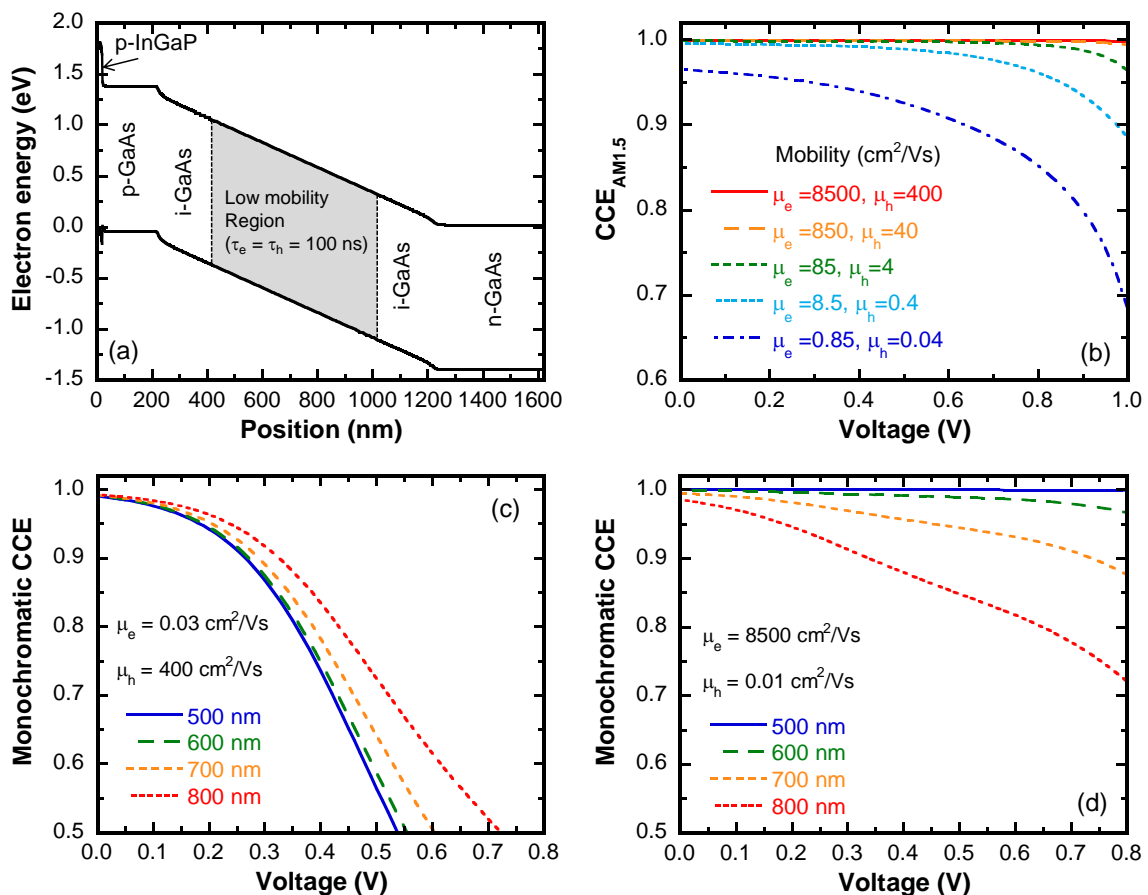 p-InGaP
2.0
1.5
1.0
0.5
0.0
-0.5
-1.0
-1.5
Electron energy (eV)
p-GaAs
i-GaAs
Low mobility
Region
(τe = τh = 100 ns)
i-GaAs
n-GaAs
(a)
0 200 400 600 800 1000 1200 1400 1600
Position (nm)
1.0
0.9
0.8
0.7
0.6
CCE_AM1.5
Mobility (cm²/Vs)
μe =8500, μh=400
μe =850, μh=40
μe =85, μh=4
μe =8.5, μh=0.4
μe =0.85, μh=0.04
(b)
0.0 0.2 0.4 0.6 0.8 1.0
Voltage (V)
1.0
0.9
0.8
0.7
0.6
0.5
Monochromatic CCE
(c)
μe = 0.03 cm²/Vs
μh = 400 cm²/Vs
500 nm
600 nm
700 nm
800 nm
0.0 0.1 0.2 0.3 0.4 0.5 0.6 0.7 0.8
Voltage (V)
1.0
0.9
0.8
0.7
0.6
0.5
Monochromatic CCE
μe = 8500 cm²/Vs
μh = 0.01 cm²/Vs
500 nm
600 nm
700 nm
800 nm
(d)
0.0 0.1 0.2 0.3 0.4 0.5 0.6 0.7 0.8
Voltage (V)